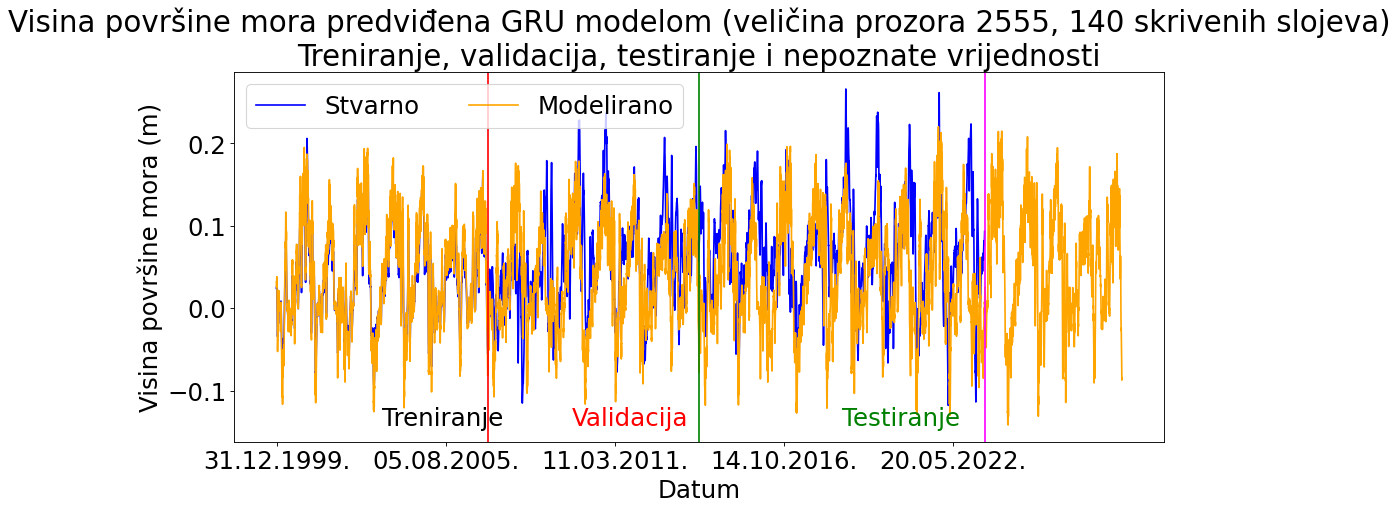 Visina površine mora predviđena GRU modelom (veličina prozora 2555, 140 skrivenih slojeva)
Treniranje, validacija, testiranje i nepoznate vrijednosti
Stvarno
Modelirano
Visina površine mora (m)
0.2
0.1
0.0
−0.1
Treniranje
Validacija
Testiranje
31.12.1999.
05.08.2005.
11.03.2011.
14.10.2016.
20.05.2022.
Datum